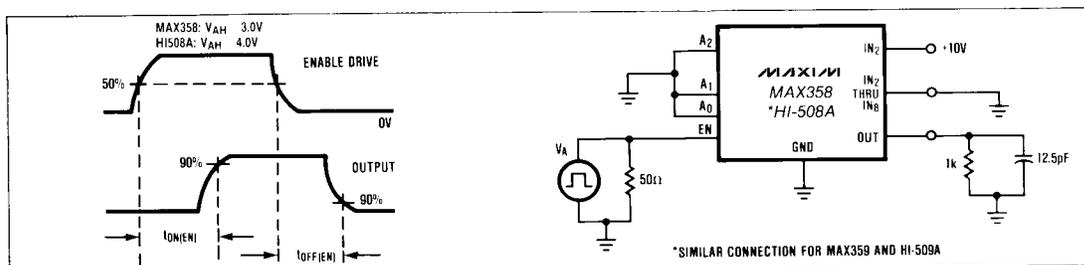 MAX358: VAH 3.0V
HI508A: VAH 4.0V
ENABLE DRIVE
50%
0V
90%
OUTPUT
90%
tON(EN)
tOFF(EN)
A2
A1
A0
EN
VA
50Ω
MAXIM
MAX358
*HI-508A
GND
IN2
IN2
THRU
IN8
OUT
+10V
1k
12.5pF
*SIMILAR CONNECTION FOR MAX359 AND HI-509A